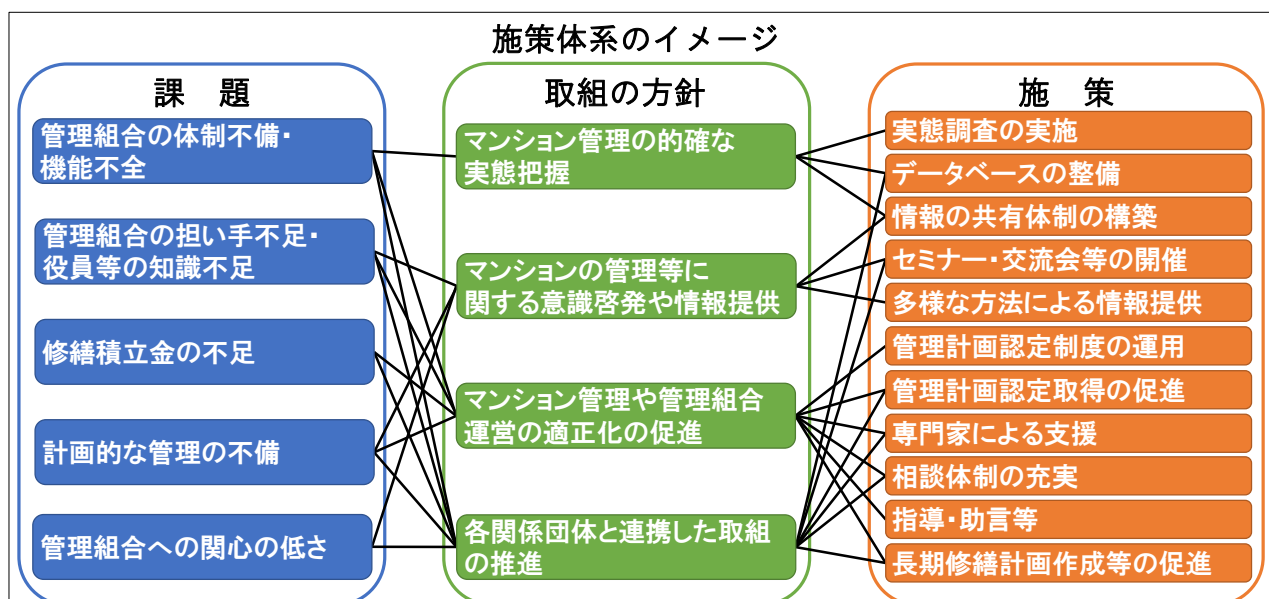 施策体系のイメージ
課 題
管理組合の体制不備・
機能不全
管理組合の担い手不足・
役員等の知識不足
修繕積立金の不足
計画的な管理の不備
管理組合への関心の低さ
取組の方針
マンション管理の的確な
実態把握
マンションの管理等に
関する意識啓発や情報提供
マンション管理や管理組合
運営の適正化の促進
各関係団体と連携した取組
の推進
施 策
実態調査の実施
データベースの整備
情報の共有体制の構築
セミナー・交流会等の開催
多様な方法による情報提供
管理計画認定制度の運用
管理計画認定取得の促進
専門家による支援
相談体制の充実
指導・助言等
長期修繕計画作成等の促進